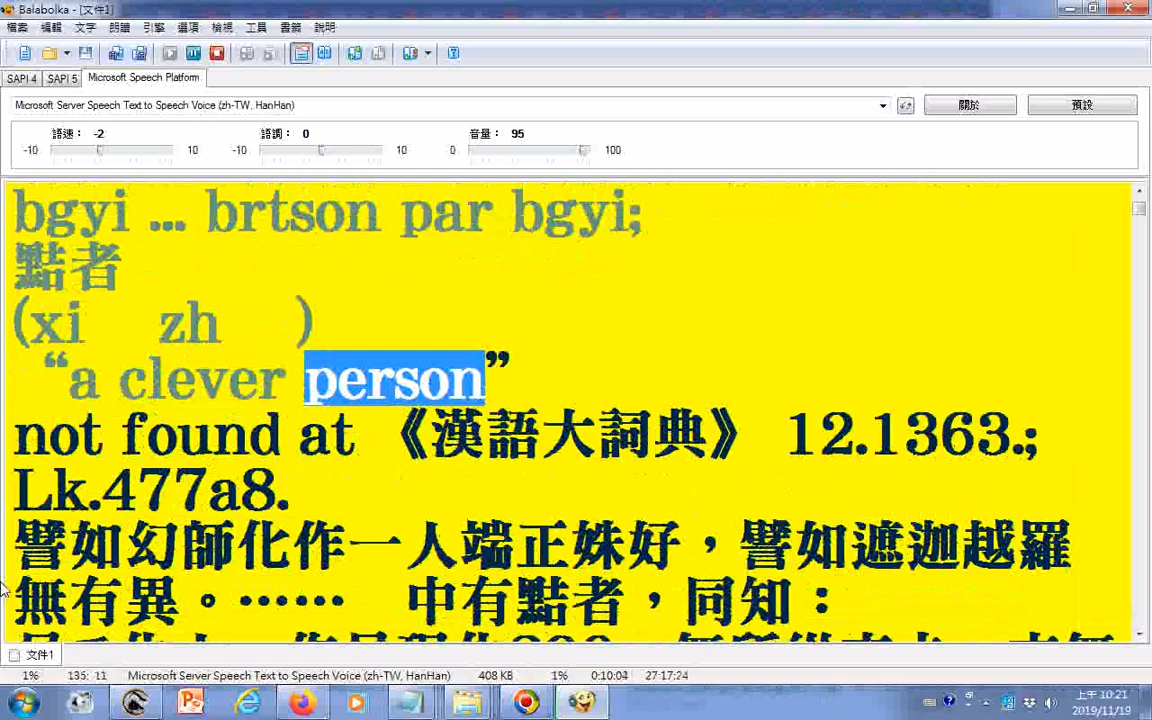 Balabolka - [文件1]
檔案 編輯 文字 朗讀 引擎 選項 檢視 工具 書籤 說明
SAPI 4 SAPI 5 Microsoft Speech Platform
Microsoft Server Speech Text to Speech Voice (zh-TW, HanHan) 關於 預設
語速: -2 語調: 0 音量: 95
-10 10 -10 10 0 100
bgyi ... brtson par bgyi;
黠者
(xi zh )
“a clever person”
not found at 《漢語大詞典》 12.1363.;
Lk.477a8.
譬如幻師化作一人端正姝好，譬如遮迦越羅
無有異。…… 中有黠者，同知：
文件1
1% 135: 11 Microsoft Server Speech Text to Speech Voice (zh-TW, HanHan) 408 KB 1% 0:10:04 27:17:24
上午 10:21
2019/11/19